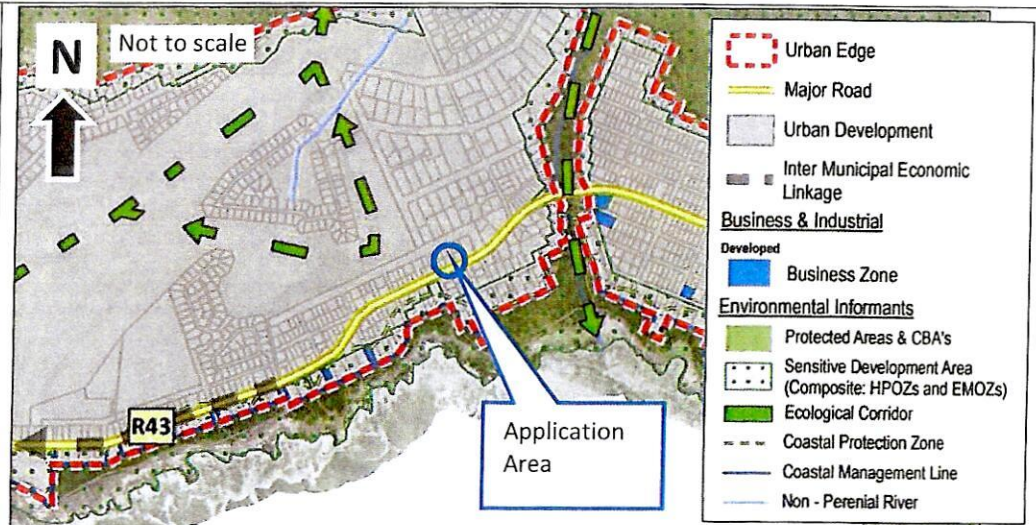 N
Not to scale
R43
Application
Area
Urban Edge
Major Road
Urban Development
Inter Municipal Economic
Linkage
Business & Industrial
Developed
Business Zone
Environmental Informants
Protected Areas & CBA's
Sensitive Development Area
(Composite: HPOZs and EMOZs)
Ecological Corridor
Coastal Protection Zone
Coastal Management Line
Non - Perenial River